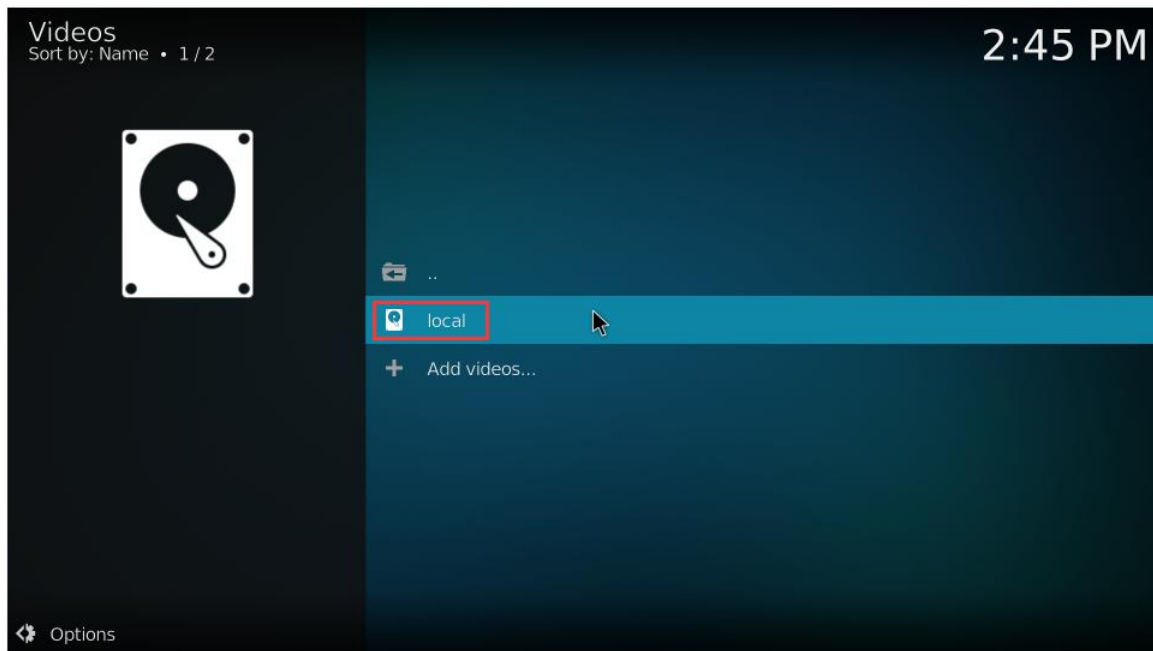 Videos
Sort by: Name • 1 / 2
2:45 PM
..
local
Add videos...
Options